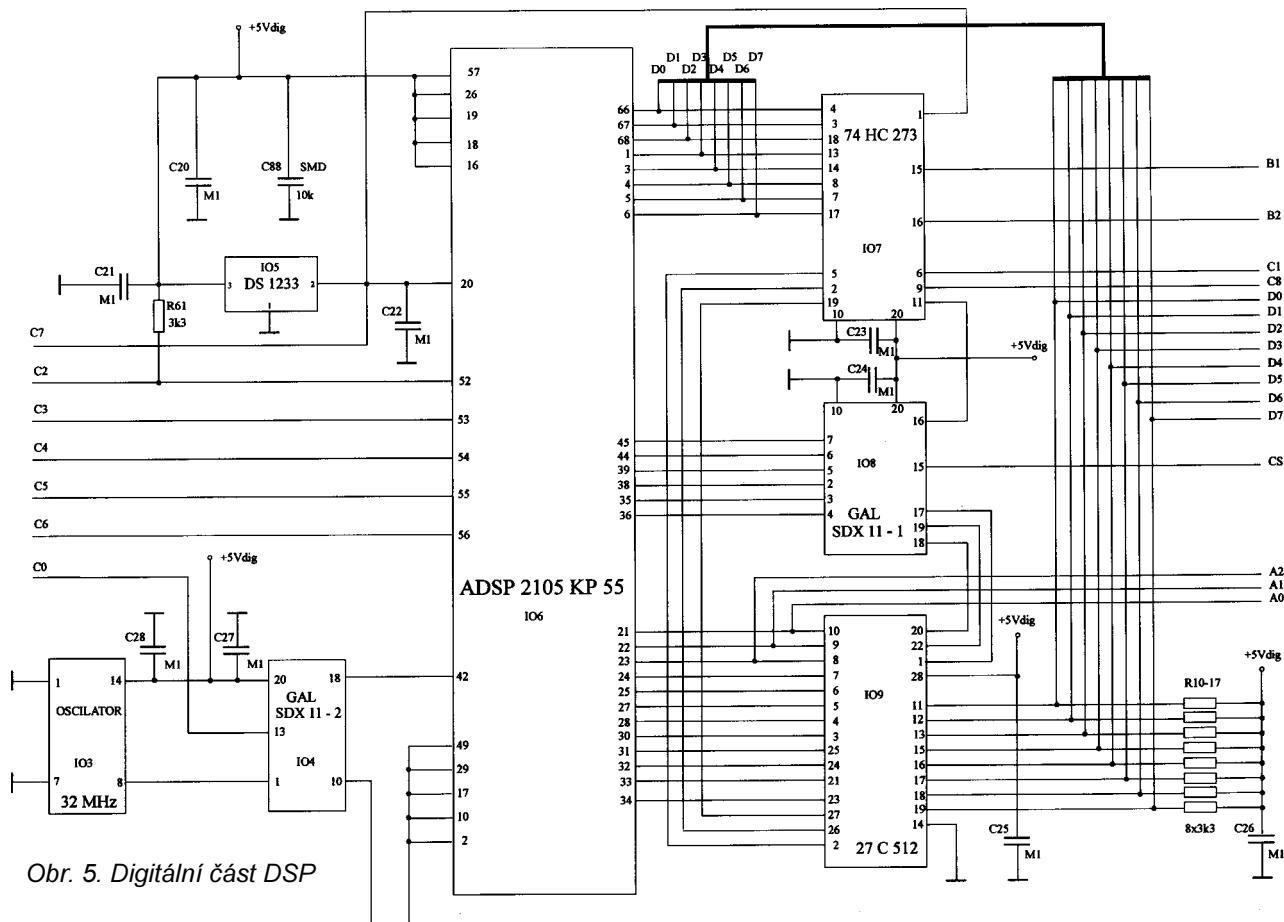 +5Vdig
57
26
19
18
16
C20
M1
C88
SMD
10k
C21
M1
3
IO5
DS 1233
2
1
20
R61
3k3
C22
M1
C7
C2
52
C3
53
C4
54
C5
55
C6
56
C0
+5Vdig
C28
M1
C27
M1
1
14
OSCILATOR
IO3
7
8
32 MHz
20
18
GAL
SDX 11 - 2
13
IO4
1
10
42
49
29
17
10
2
ADSP 2105 KP 55
IO6
D0 D1 D2 D3 D4 D5 D6 D7
66
67
68
1
3
4
5
6
4
3
18
13
14
8
7
17
74 HC 273
1
15
16
IO7
5
2
19
6
9
11
10
20
C23
M1
C24
M1
+5Vdig
10
20
16
45
44
39
38
35
36
7
6
5
2
3
4
IO8
15
GAL
SDX 11 - 1
17
19
18
21
22
23
24
25
27
28
30
31
32
33
34
10
9
8
7
6
5
4
3
25
24
21
23
27
26
2
IO9
27 C 512
20
22
1
28
11
12
13
15
16
17
18
19
14
+5Vdig
C25
M1
R10-17
8x3k3
+5Vdig
C26
M1
B1
B2
C1
C8
D0
D1
D2
D3
D4
D5
D6
D7
CS
A2
A1
A0
Obr. 5. Digitální část DSP